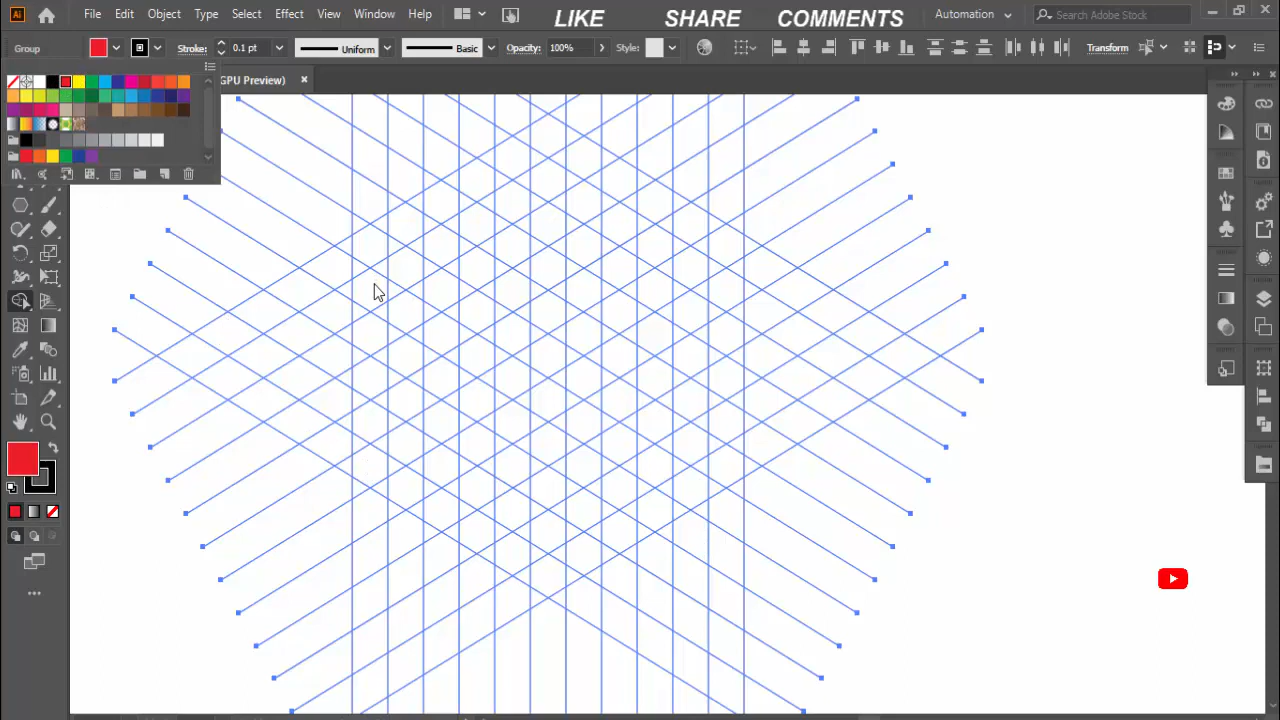 Ai File Edit Object Type Select Effect View Window Help LIKE SHARE COMMENTS Automation Search Adobe Stock
Group Stroke: 0.1 pt Uniform Basic Opacity: 100% Style: Transform
GPU Preview) ×